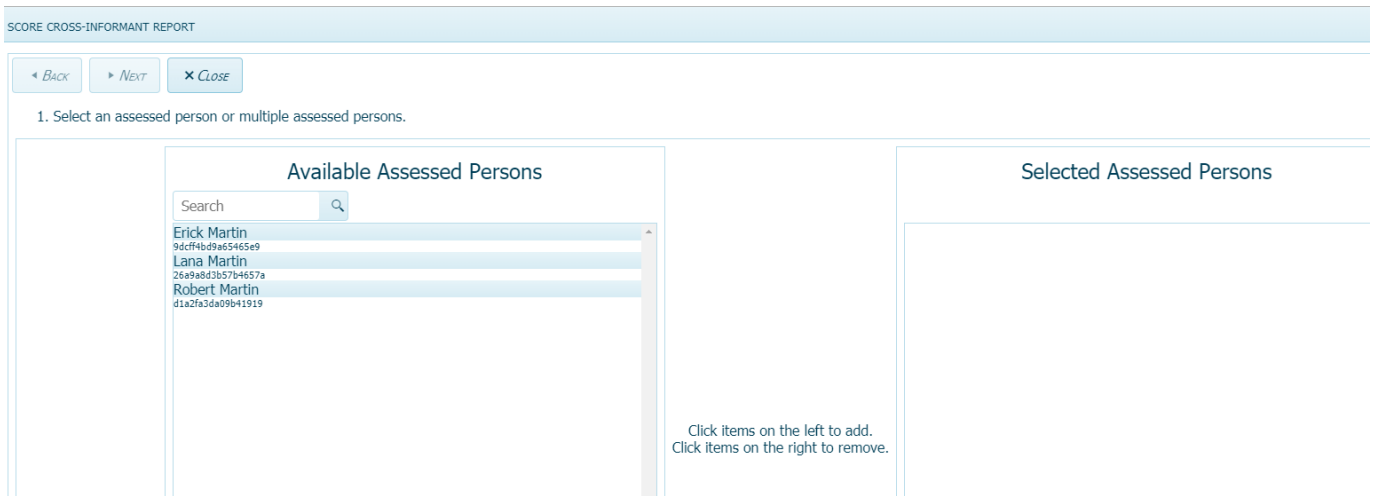 SCORE CROSS-INFORMANT REPORT
BACK
NEXT
CLOSE
1. Select an assessed person or multiple assessed persons.
Available Assessed Persons
Search
Erick Martin
9dcff4bd9a65465e9
Lana Martin
26a9a8d3b57b4657a
Robert Martin
d1a2fa3da09b41919
Click items on the left to add.
Click items on the right to remove.
Selected Assessed Persons